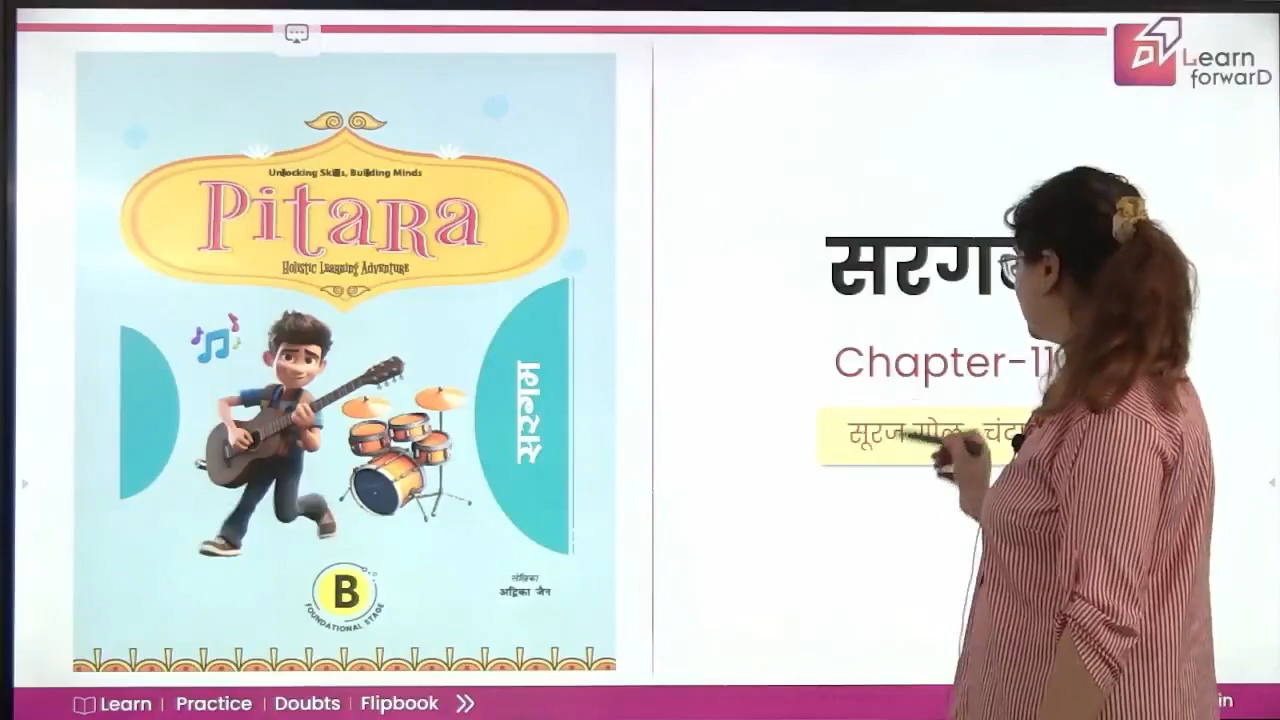 Learn
forwarD
Unlocking Skills, Building Minds
Pitara
Holistic Learning Adventure
सरगम
B
FOUNDATIONAL STAGE
लेखिका
अद्विका जैन
Chapter-11
सूरज गोल
Learn | Practice | Doubts | Flipbook
in